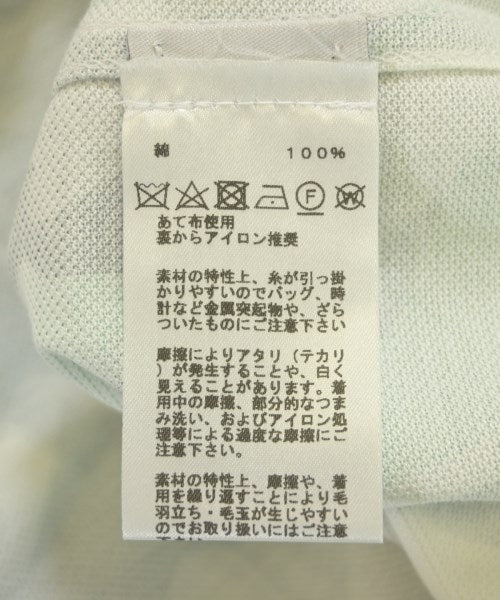 綿 100%
F W
あて布使用
裏からアイロン推奨
素材の特性上、糸が引っ掛
かりやすいのでバッグ、時
計など金属突起物や、ざら
ついたものにご注意下さい
摩擦によりアタリ（テカリ
）が発生することや、白く
見えることがあります。着
用中の摩擦、部分的なつま
み洗い、およびアイロン処
理等による過度な摩擦にご
注意下さい。
素材の特性上、摩擦や、着
用を繰り返すことにより毛
羽立ち・毛玉が生じやすい
のでお取り扱いにはご注意